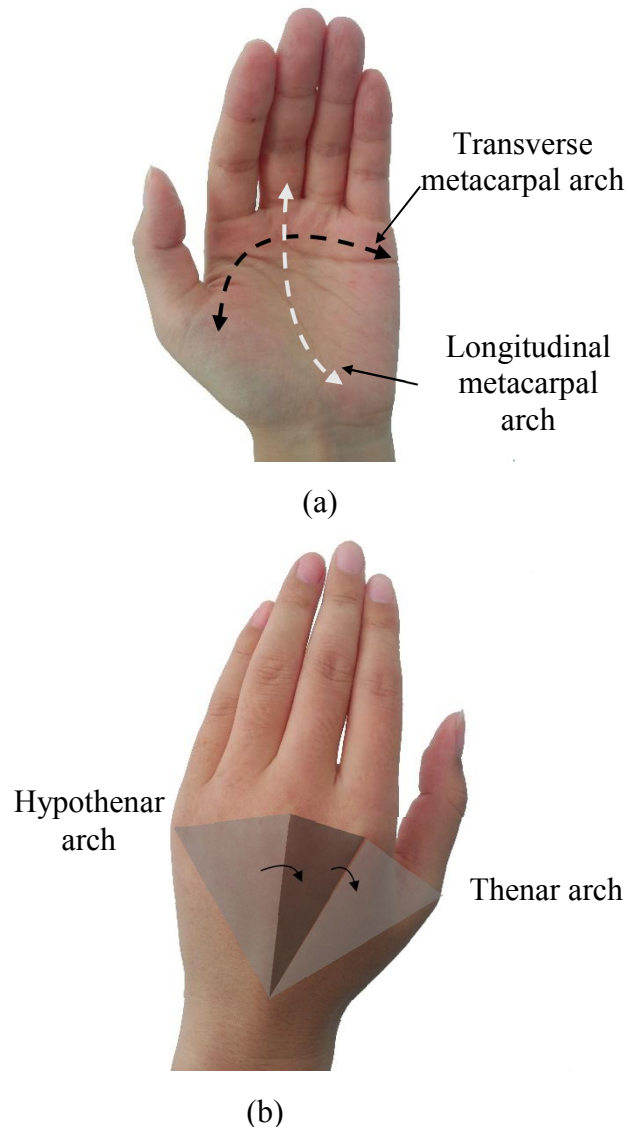 Transverse
metacarpal arch
Longitudinal
metacarpal
arch
(a)
Hypothenar
arch
Thenar arch
(b)